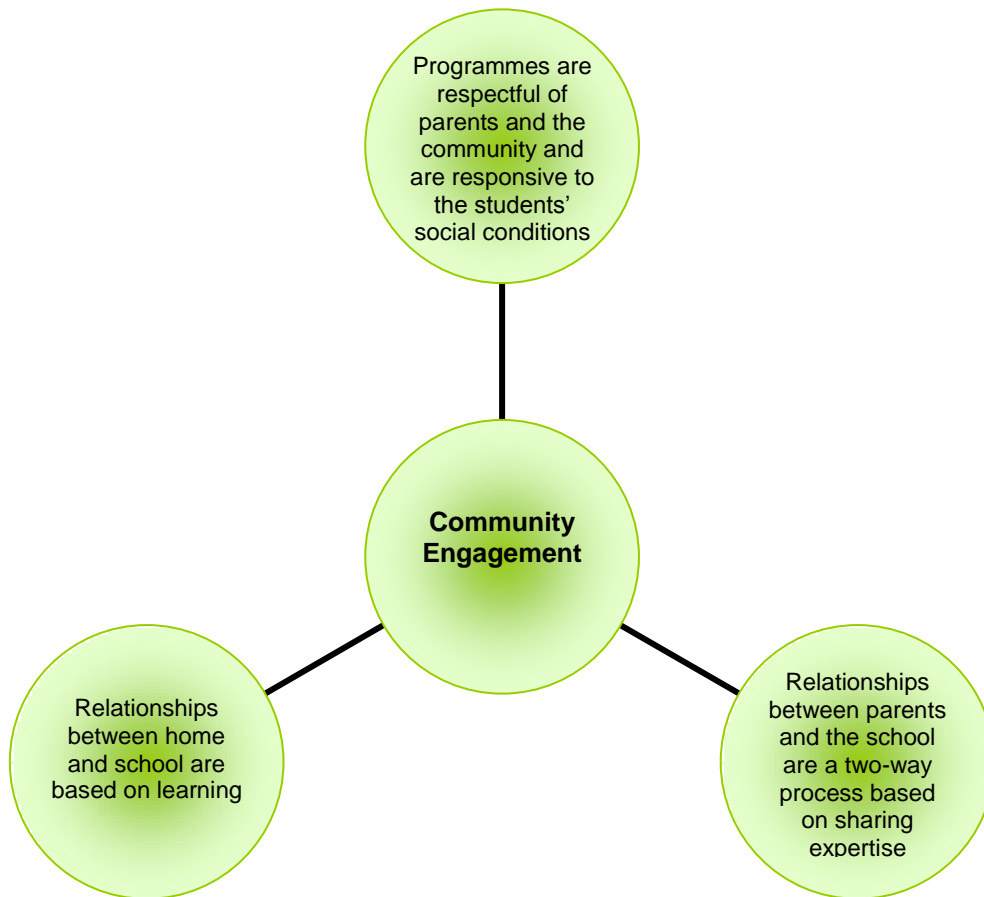 Programmes are
respectful of
parents and the
community and
are responsive to
the students’
social conditions
Community
Engagement
Relationships
between home
and school are
based on learning
Relationships
between parents
and the school
are a two-way
process based
on sharing
expertise